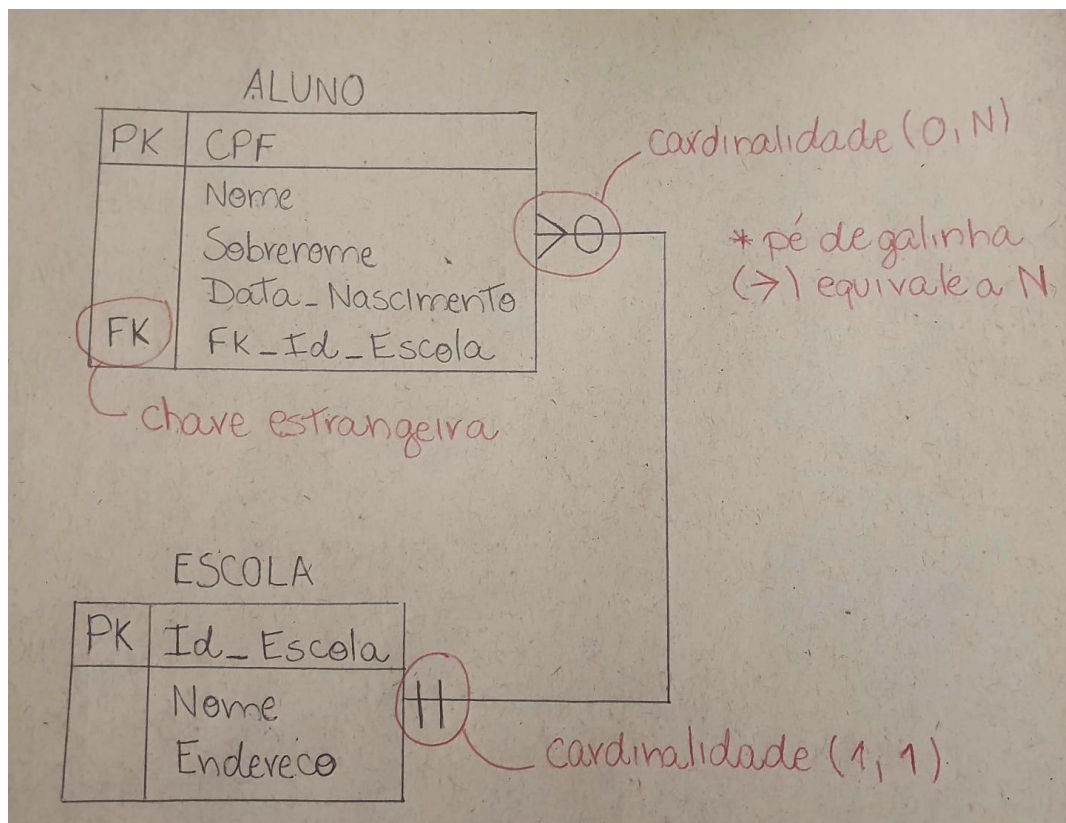 ALUNO
PK CPF
Nome
Sobrenome
Data_Nascimento
FK FK_Id_Escola
chave estrangeira
cardinalidade (0,N)
* pé de galinha
(->) equivale a N
ESCOLA
PK Id_Escola
Nome
Endereco
cardinalidade (1,1)